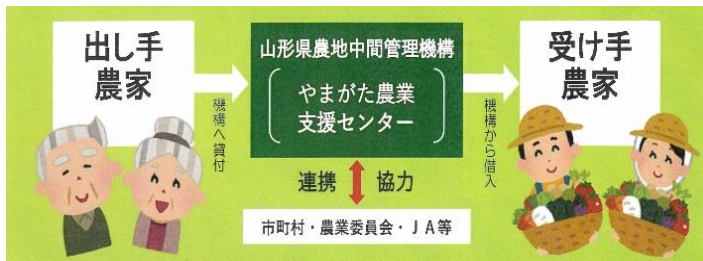 出し手
農家
機構へ貸付
山形県農地中間管理機構
やまがた農業
支援センター
機構から借入
受け手
農家
連携 協力
市町村・農業委員会・JA等